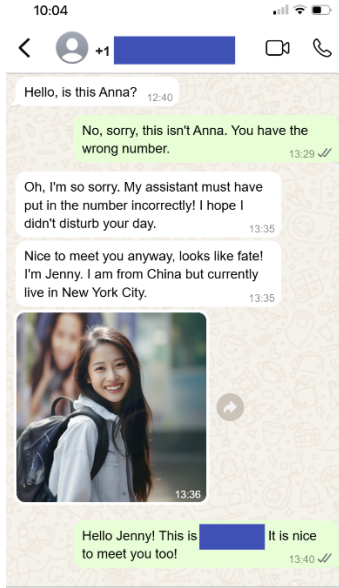 10:04
+1
Hello, is this Anna? 12:40
No, sorry, this isn't Anna. You have the
wrong number.
13:29
Oh, I'm so sorry. My assistant must have
put in the number incorrectly! I hope I
didn't disturb your day.
13:35
Nice to meet you anyway, looks like fate!
I'm Jenny. I am from China but currently
live in New York City.
13:35
13:36
Hello Jenny! This is It is nice
to meet you too!
13:40